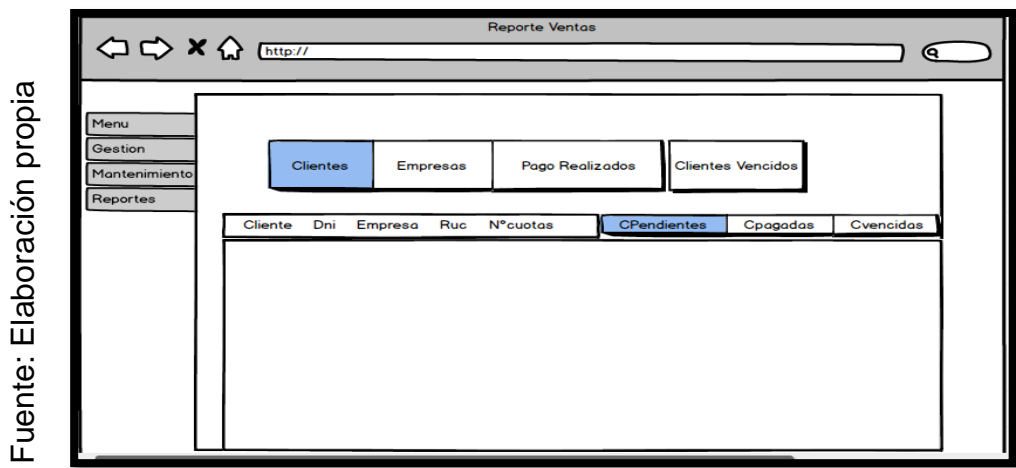 Reporte Ventas
http://
Menu
Gestion
Mantenimiento
Reportes
Clientes Empresas Pago Realizados Clientes Vencidos
Cliente Dni Empresa Ruc N°cuotas CPendientes Cpagadas Cvencidas
Fuente: Elaboración propia